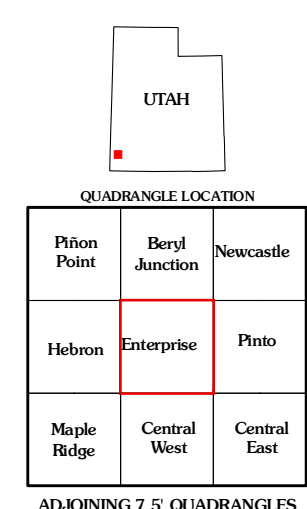 UTAH
QUADRANGLE LOCATION
Piñon
Point
Beryl
Junction
Newcastle
Hebron
Enterprise
Pinto
Maple
Ridge
Central
West
Central
East
ADJOINING 7.5' QUADRANGLES